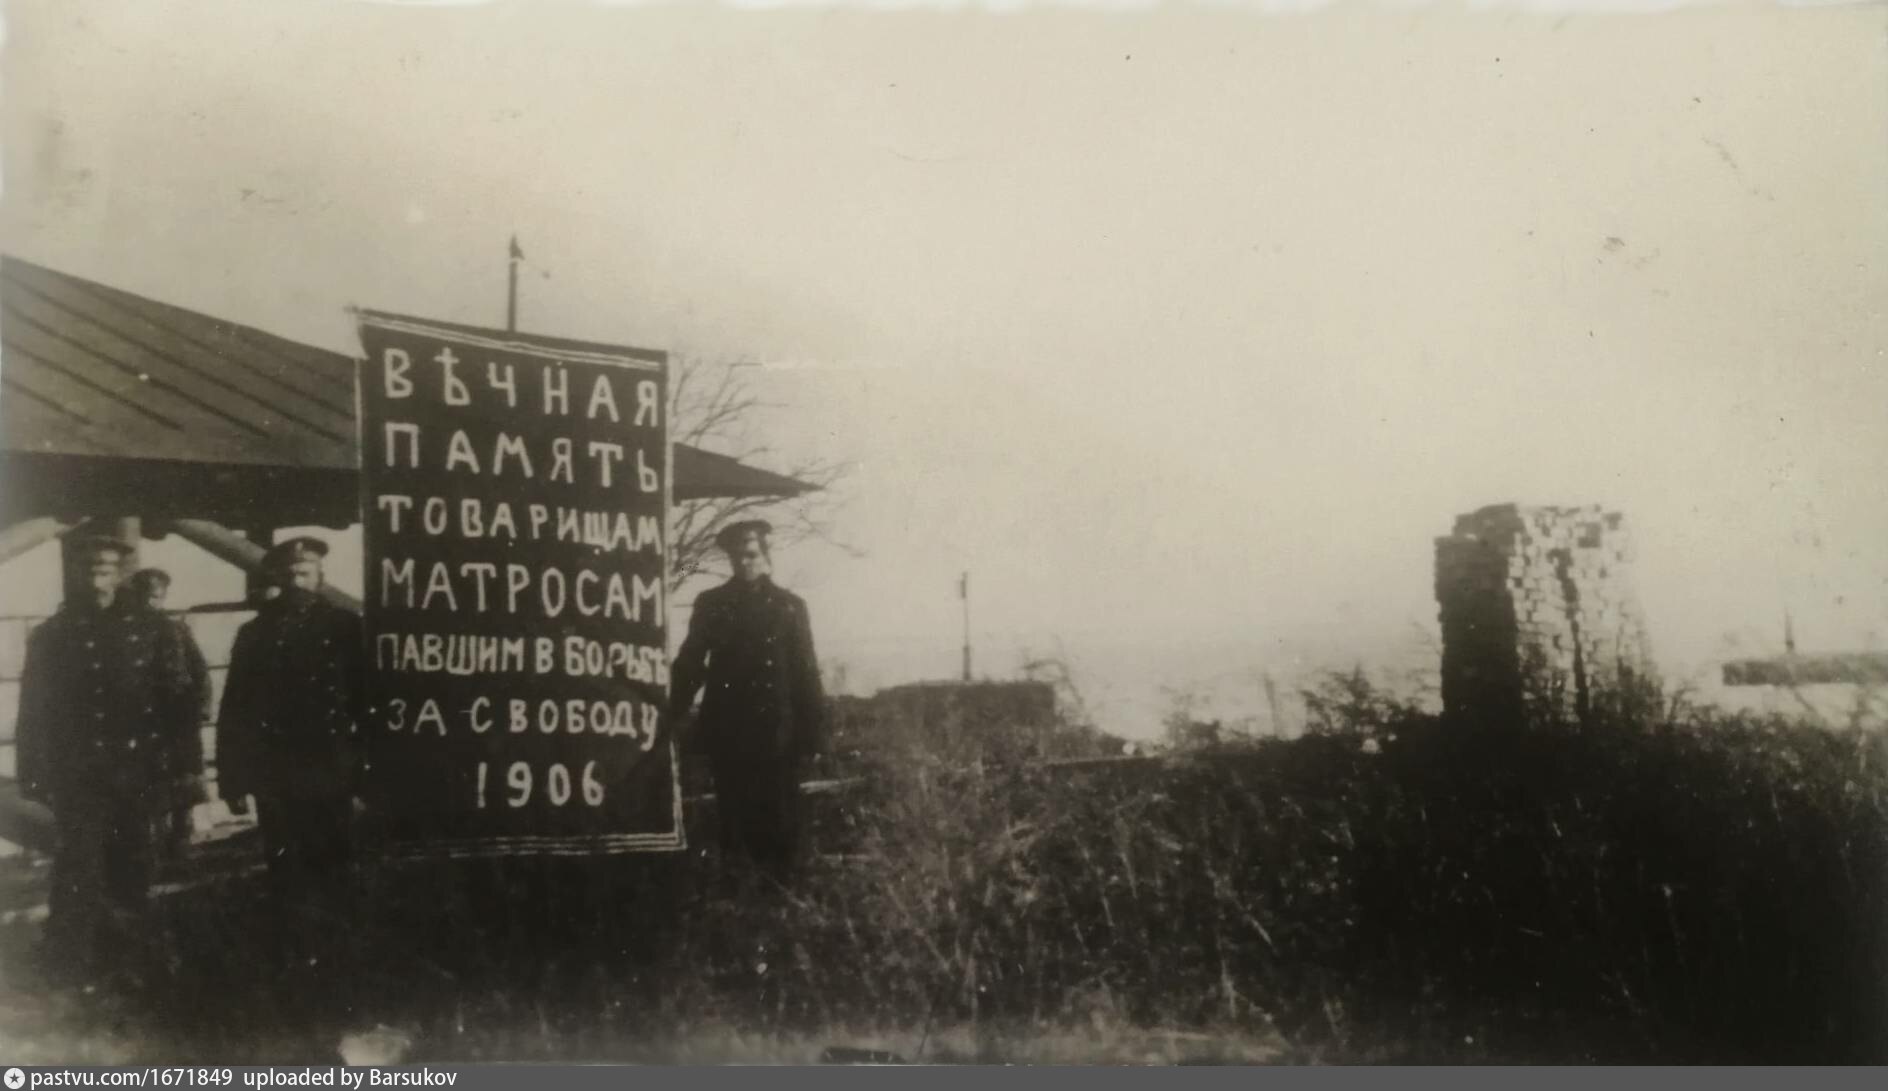 ВѢЧНАЯ
ПАМЯТЬ
ТОВАРИЩАМ
МАТРОСАМ
ПАВШИМ В БОРЬБѢ
ЗА СВОБОДУ
1906
pastvu.com/1671849 uploaded by Barsukov